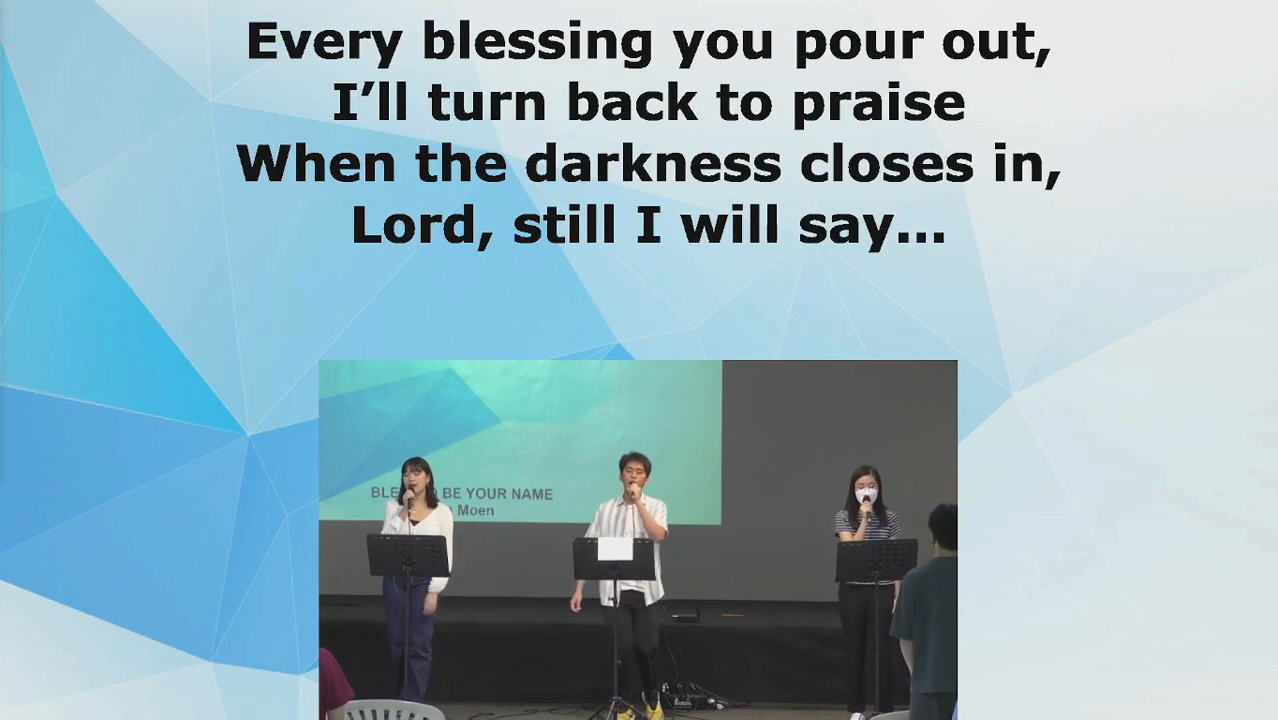 Every blessing you pour out,
I’ll turn back to praise
When the darkness closes in,
Lord, still I will say...
BE YOUR NAME
Moen